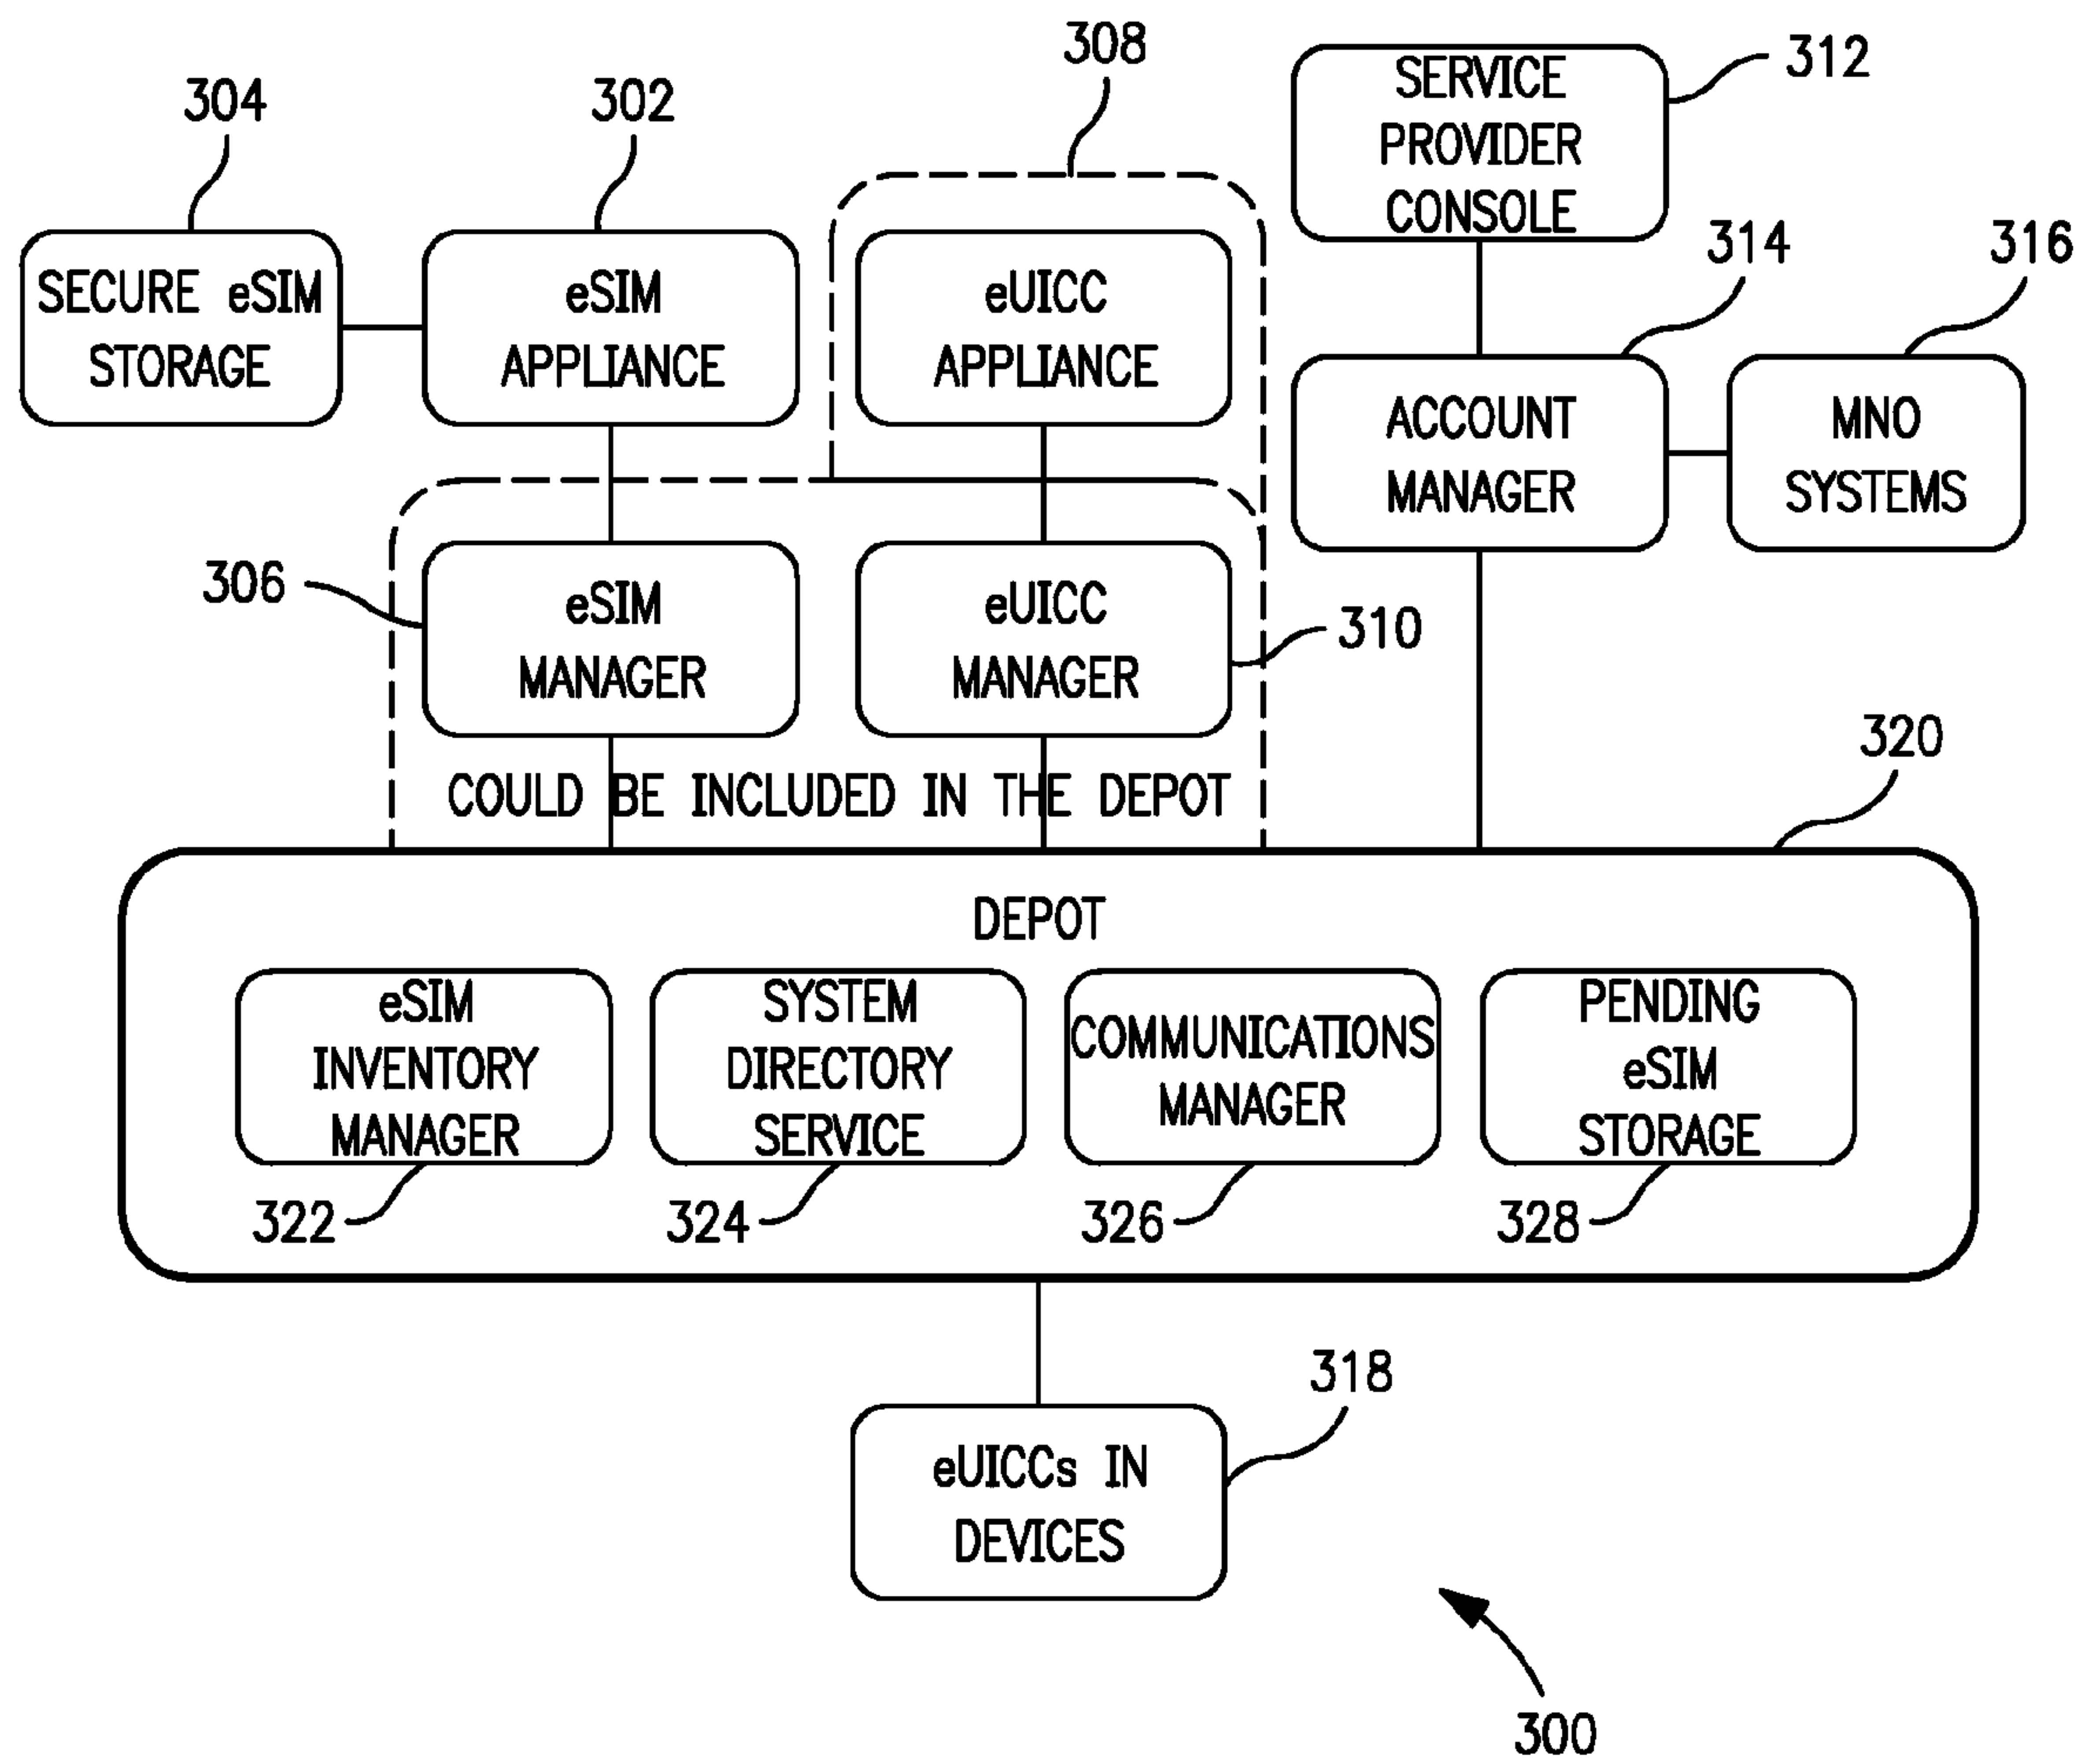 308
312
304
302
SERVICE
PROVIDER
CONSOLE
314
316
SECURE eSIM
STORAGE
eSIM
APPLIANCE
eUICC
APPLIANCE
ACCOUNT
MANAGER
MNO
SYSTEMS
306
eSIM
MANAGER
eUICC
MANAGER
310
320
COULD BE INCLUDED IN THE DEPOT
DEPOT
eSIM
INVENTORY
MANAGER
SYSTEM
DIRECTORY
SERVICE
COMMUNICATIONS
MANAGER
PENDING
eSIM
STORAGE
322
324
326
328
318
eUICCs IN
DEVICES
300